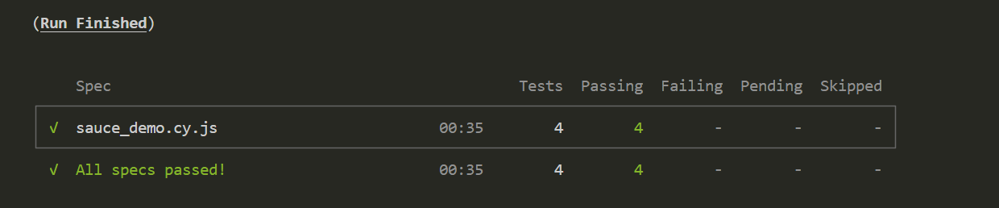 (Run Finished)
Spec Tests Passing Failing Pending Skipped
√ sauce_demo.cy.js 00:35 4 4 - - -
√ All specs passed! 00:35 4 4 - - -